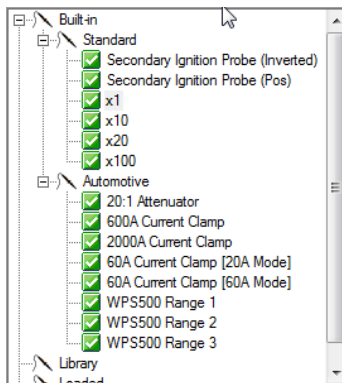 Built-in
Standard
Secondary Ignition Probe (Inverted)
Secondary Ignition Probe (Pos)
x1
x10
x20
x100
Automotive
20:1 Attenuator
600A Current Clamp
2000A Current Clamp
60A Current Clamp [20A Mode]
60A Current Clamp [60A Mode]
WPS500 Range 1
WPS500 Range 2
WPS500 Range 3
Library
Loaded